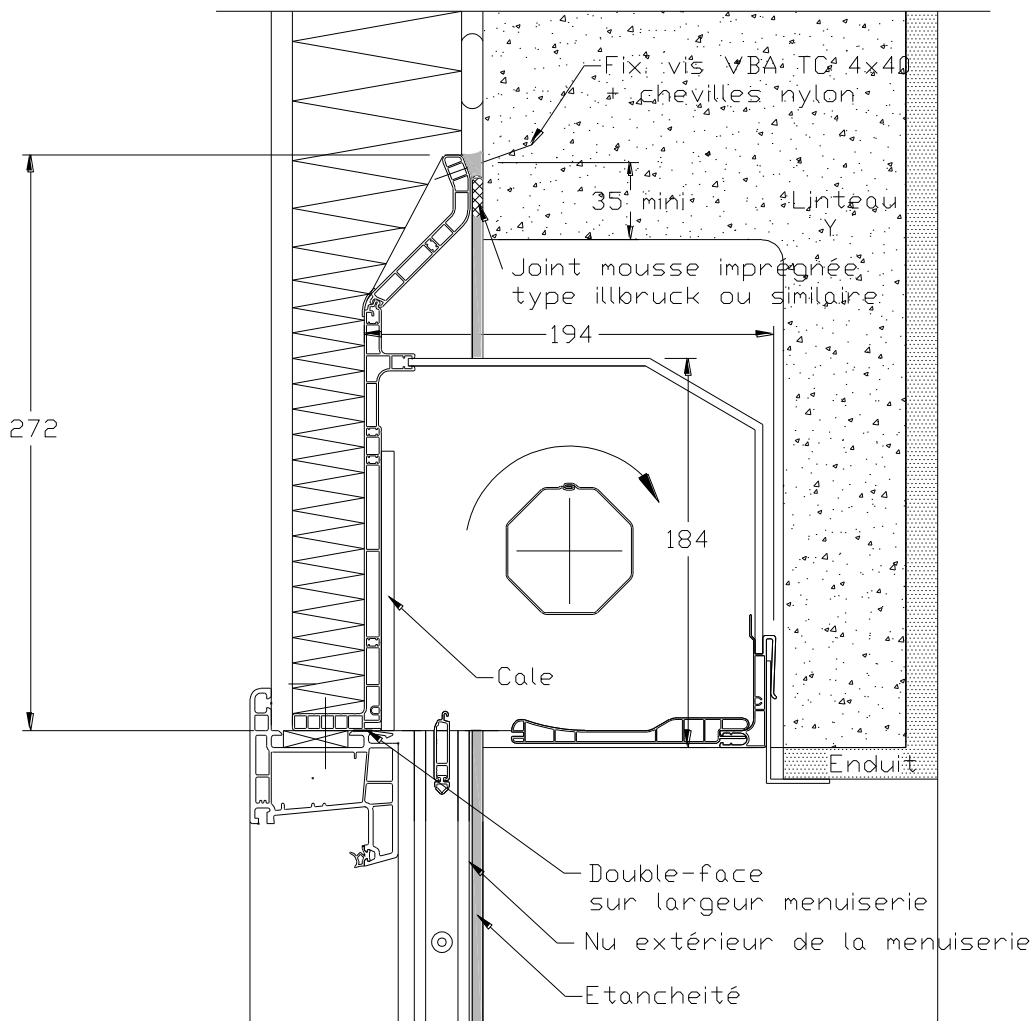 Fix. vis VBA TC 4x40
+ chevilles nylon
35 mini
Linteau
Y
Joint mousse imprégnée
type illbruck ou similaire
194
272
184
Cale
Enduit
Double-face
sur largeur menuiserie
Nu extérieur de la menuiserie
Etancheité